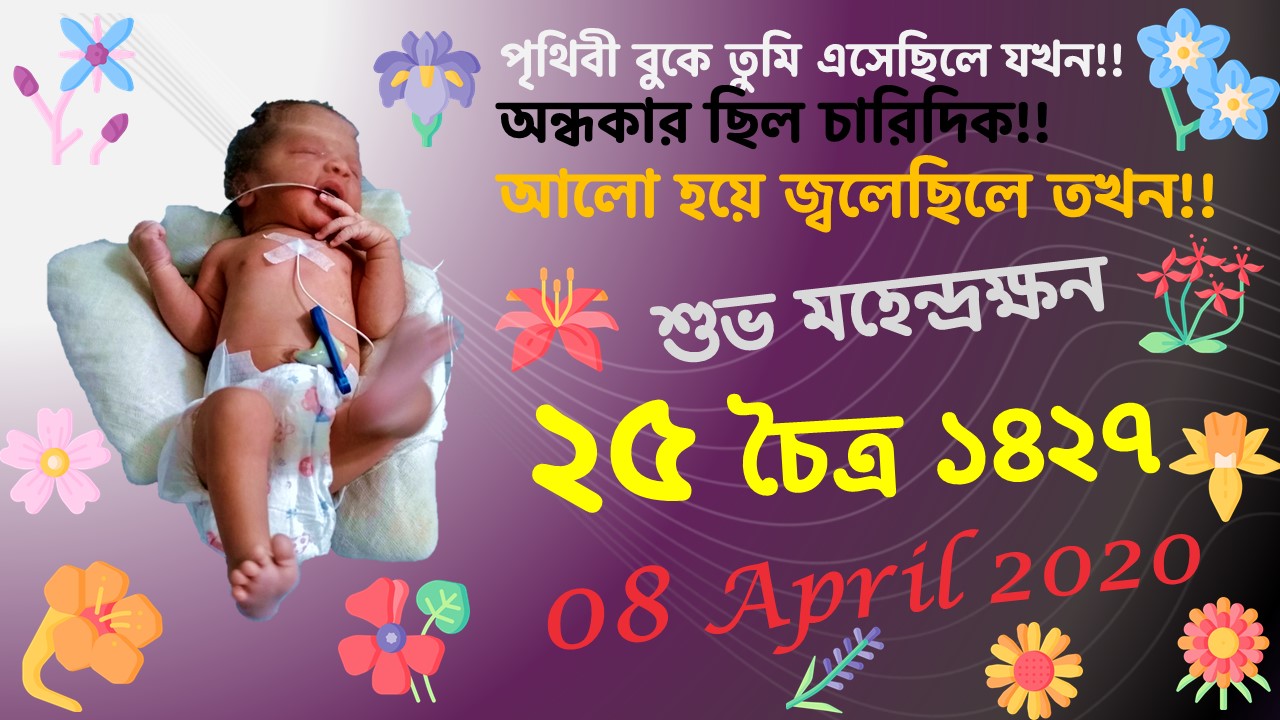 পৃথিবী বুকে তুমি এসেছিলে যখন!!
অন্ধকার ছিল চারিদিক!!
আলো হয়ে জ্বলেছিলে তখন!!
শুভ মহেন্দ্রক্ষন
২৫ চৈত্র ১৪২৭
08 April 2020